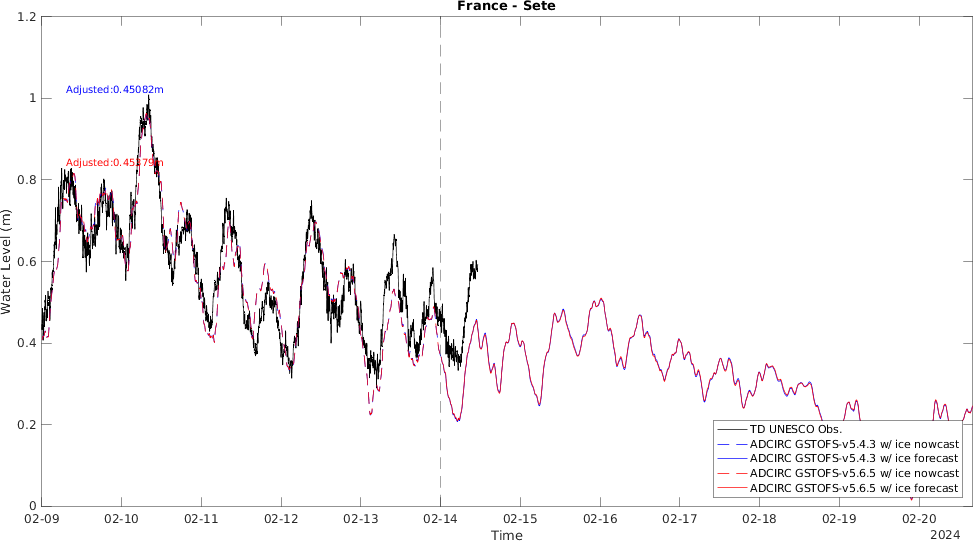 France - Sete
1.2
1
0.8
0.6
0.4
0.2
0
Water Level (m)
Adjusted:0.45082m
Adjusted:0.45379m
TD UNESCO Obs.
ADCIRC GSTOFS-v5.4.3 w/ ice nowcast
ADCIRC GSTOFS-v5.4.3 w/ ice forecast
ADCIRC GSTOFS-v5.6.5 w/ ice nowcast
ADCIRC GSTOFS-v5.6.5 w/ ice forecast
02-09 02-10 02-11 02-12 02-13 02-14 02-15 02-16 02-17 02-18 02-19 02-20
Time
2024